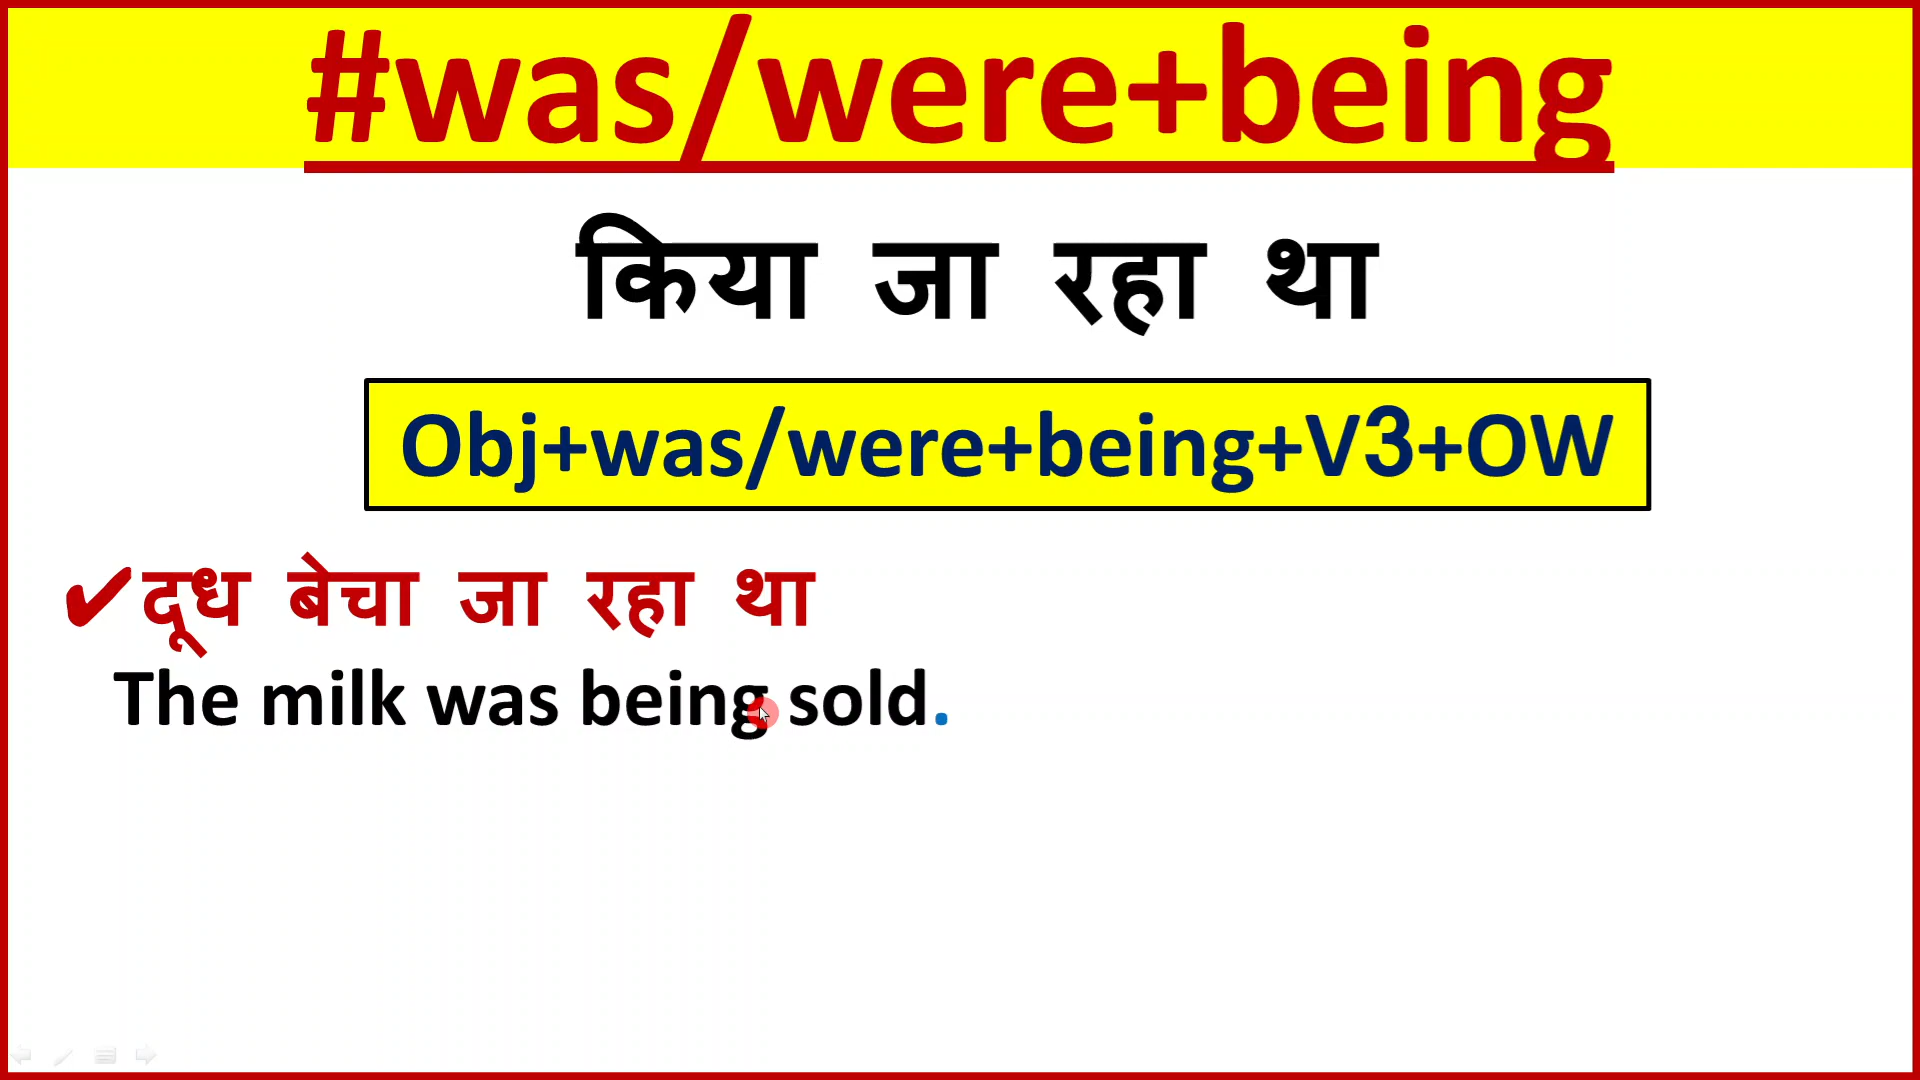 #was/were+being
किया जा रहा था
Obj+was/were+being+V3+OW
✔दूध बेचा जा रहा था
The milk was being sold.